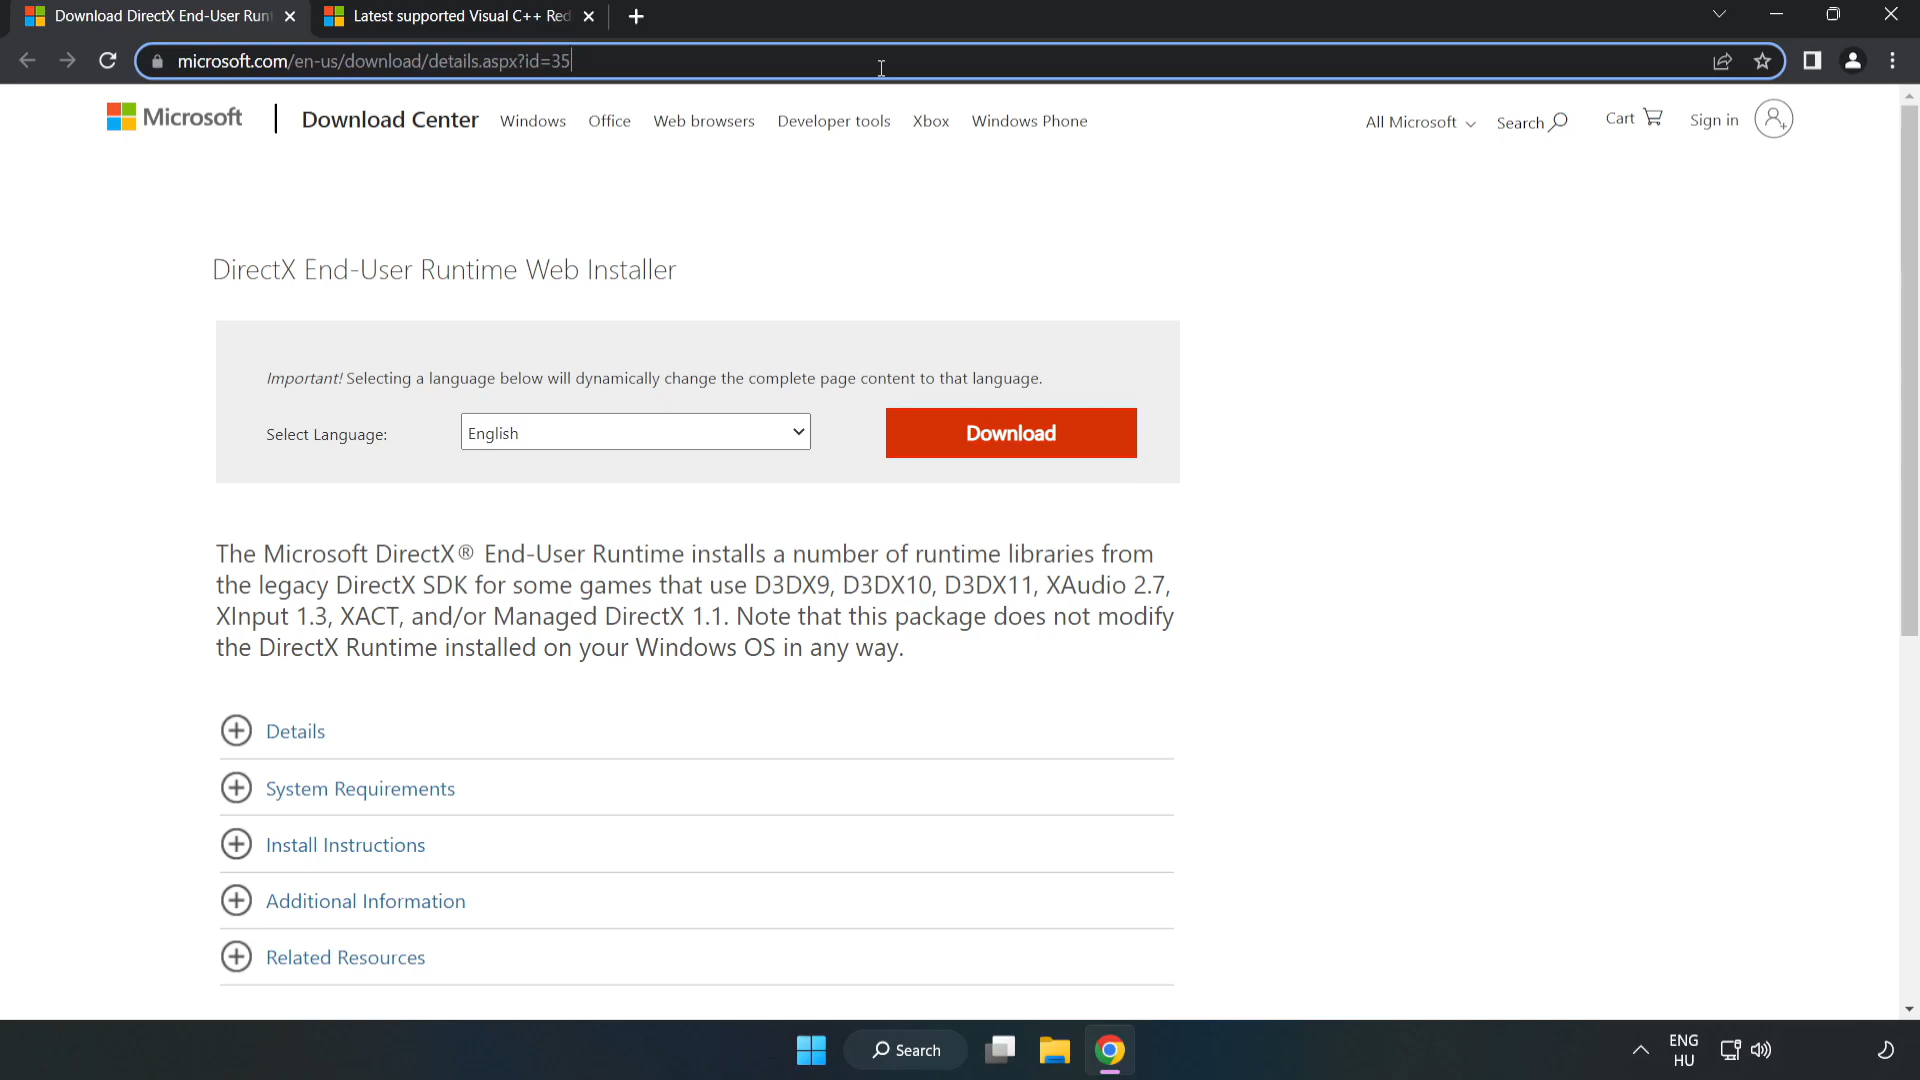 Download DirectX End-User Runt
Latest supported Visual C++ Red
microsoft.com/en-us/download/details.aspx?id=35
Microsoft
Download Center
Windows
Office
Web browsers
Developer tools
Xbox
Windows Phone
All Microsoft
Search
Cart
Sign in
DirectX End-User Runtime Web Installer
Important! Selecting a language below will dynamically change the complete page content to that language.
Select Language:
English
Download
The Microsoft DirectX® End-User Runtime installs a number of runtime libraries from
the legacy DirectX SDK for some games that use D3DX9, D3DX10, D3DX11, XAudio 2.7,
XInput 1.3, XACT, and/or Managed DirectX 1.1. Note that this package does not modify
the DirectX Runtime installed on your Windows OS in any way.
Details
System Requirements
Install Instructions
Additional Information
Related Resources
Search
ENG
HU